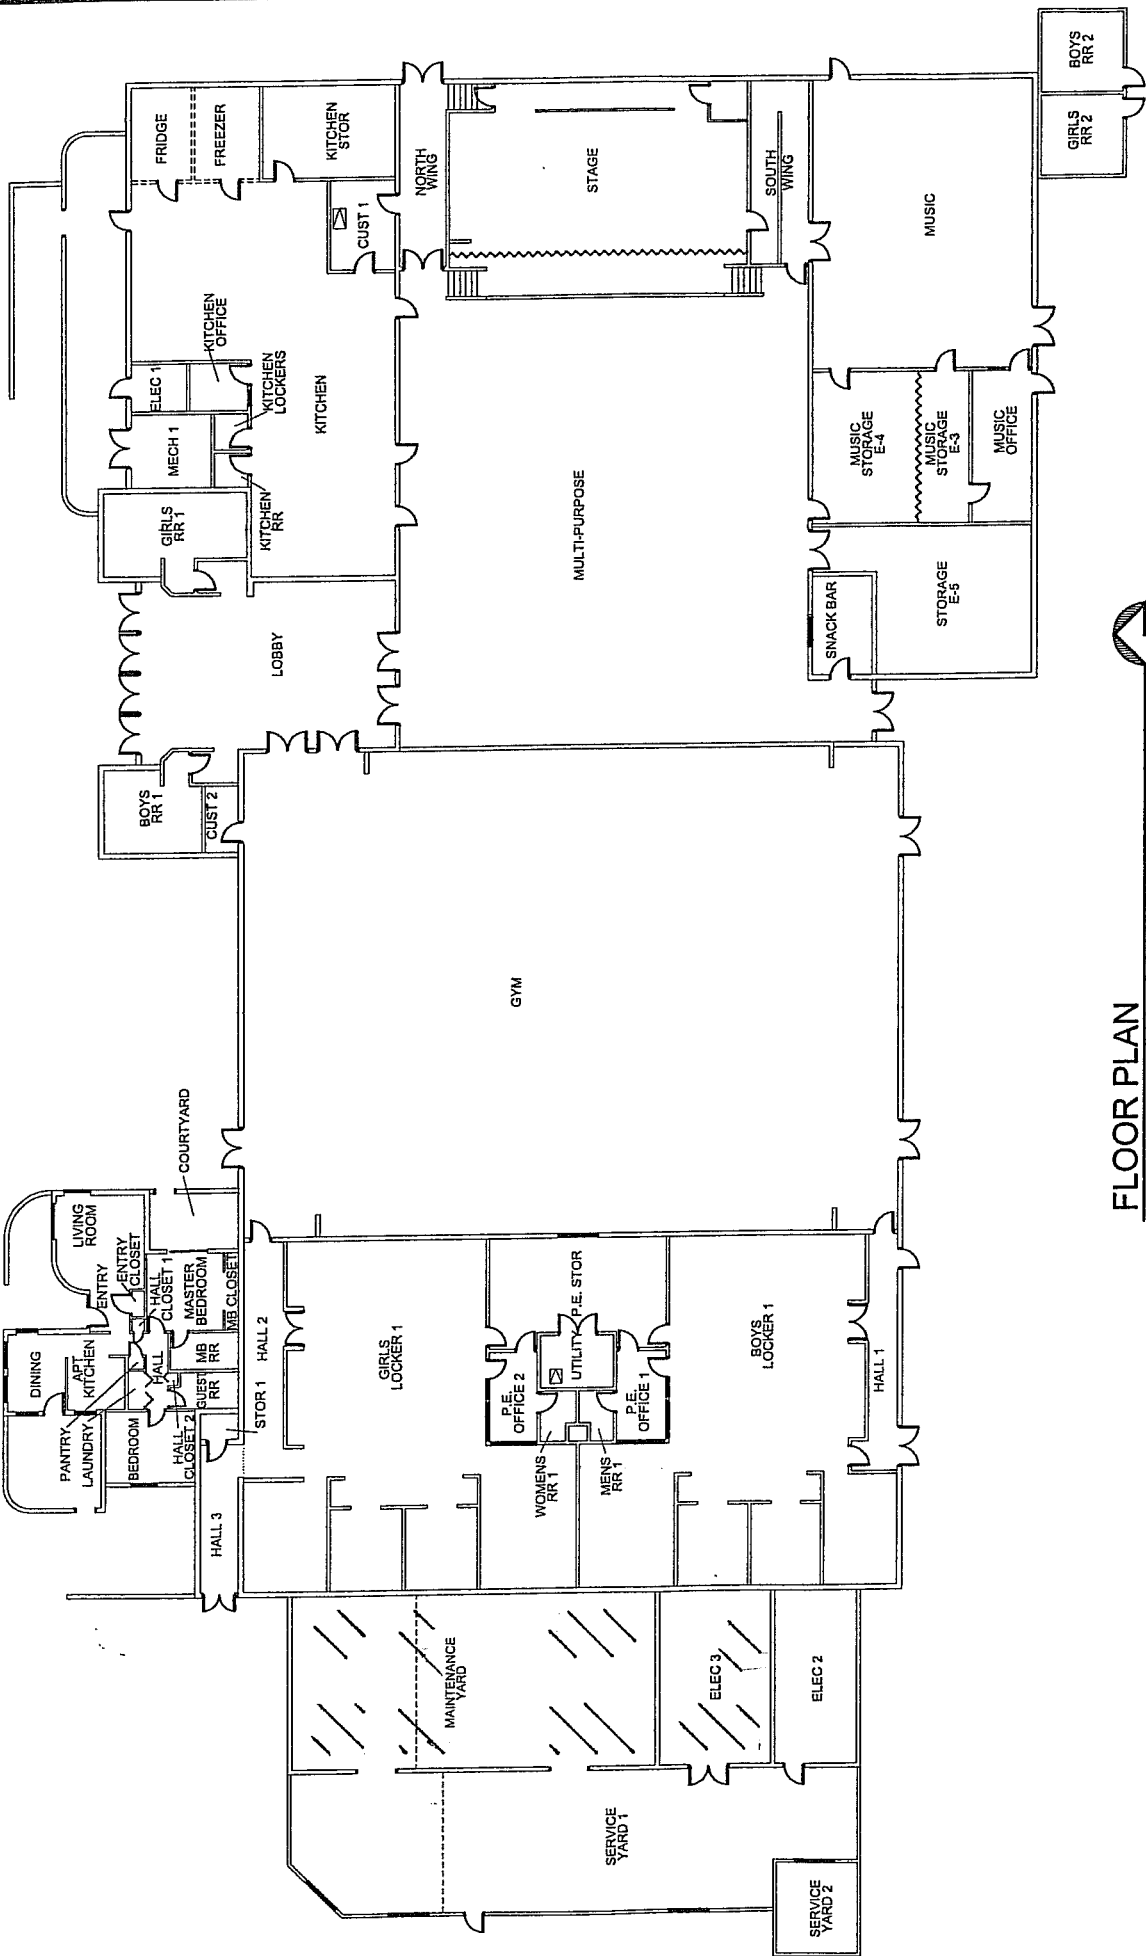 FRIDGE
FREEZER
KITCHEN
STOR
CUST 1
NORTH
WING
STAGE
SOUTH
WING
MUSIC
GIRLS
RR 2
BOYS
RR 2
ELEC 1
KITCHEN
OFFICE
KITCHEN
LOCKERS
MECH 1
KITCHEN
GIRLS
RR 1
KITCHEN
RR
MULTI-PURPOSE
MUSIC
STORAGE
E-4
MUSIC
STORAGE
E-3
MUSIC
OFFICE
LOBBY
SNACK BAR
STORAGE
E-5
BOYS
RR 1
CUST 2
GYM
COURTYARD
LIVING
ROOM
ENTRY
ENTRY
CLOSET
HALL
CLOSET 1
MASTER
BEDROOM
MB CLOSET
DINING
APT
KITCHEN
HALL
MB
RR
GUEST
RR
PANTRY
LAUNDRY
BEDROOM
HALL
CLOSET 2
STOR 1
HALL 2
HALL 3
GIRLS
LOCKER 1
P.E. STOR
UTILITY
P.E.
OFFICE 2
P.E.
OFFICE 1
WOMENS
RR 1
MENS
RR 1
BOYS
LOCKER 1
HALL 1
MAINTENANCE
YARD
ELEC 3
ELEC 2
SERVICE
YARD 1
SERVICE
YARD 2
FLOOR PLAN